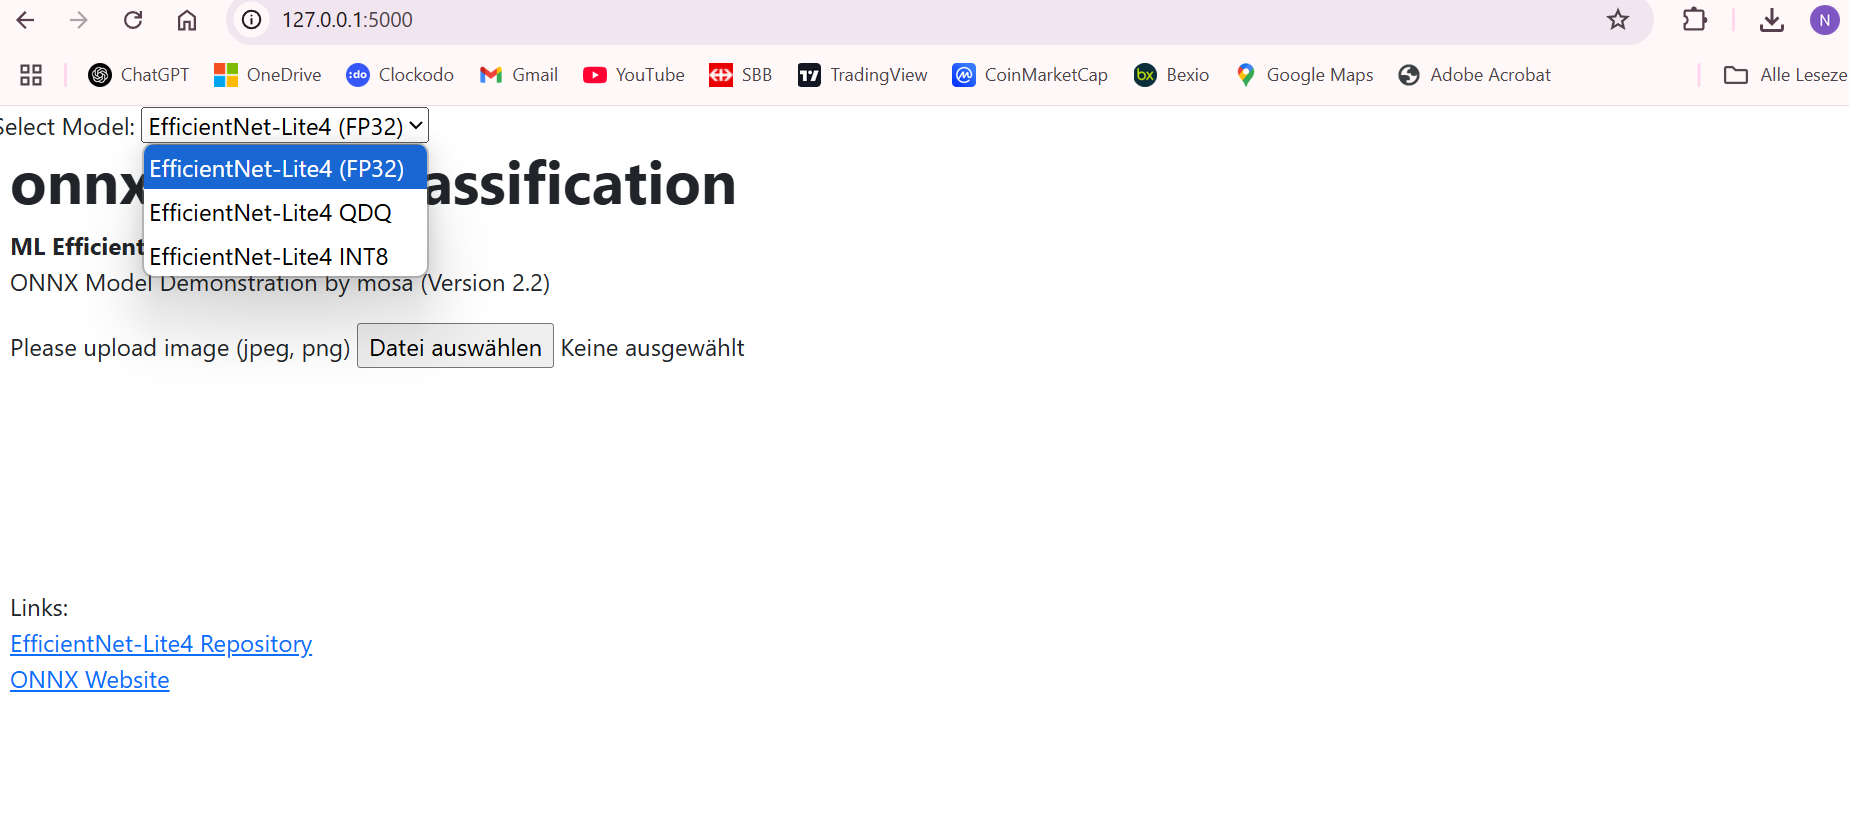 127.0.0.1:5000
N
ChatGPT OneDrive Clockodo Gmail YouTube SBB TradingView CoinMarketCap Bexio Google Maps Adobe Acrobat Alle Leseze
Select Model: EfficientNet-Lite4 (FP32)
EfficientNet-Lite4 (FP32)
EfficientNet-Lite4 QDQ
EfficientNet-Lite4 INT8
onnx assification
ML Efficient
ONNX Model Demonstration by mosa (Version 2.2)
Please upload image (jpeg, png) Datei auswählen Keine ausgewählt
Links:
EfficientNet-Lite4 Repository
ONNX Website